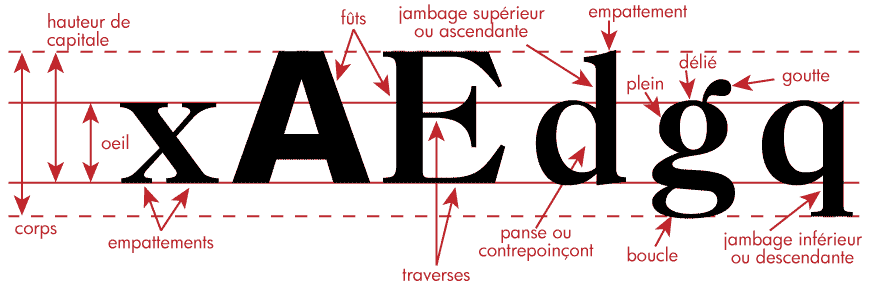 hauteur de
capitale
fûts
jambage supérieur
ou ascendante
empattement
délié
goutte
plein
oeil
xAEdgq
corps
empattements
traverses
panse ou
contrepoinçont
boucle
jambage inférieur
ou descendante